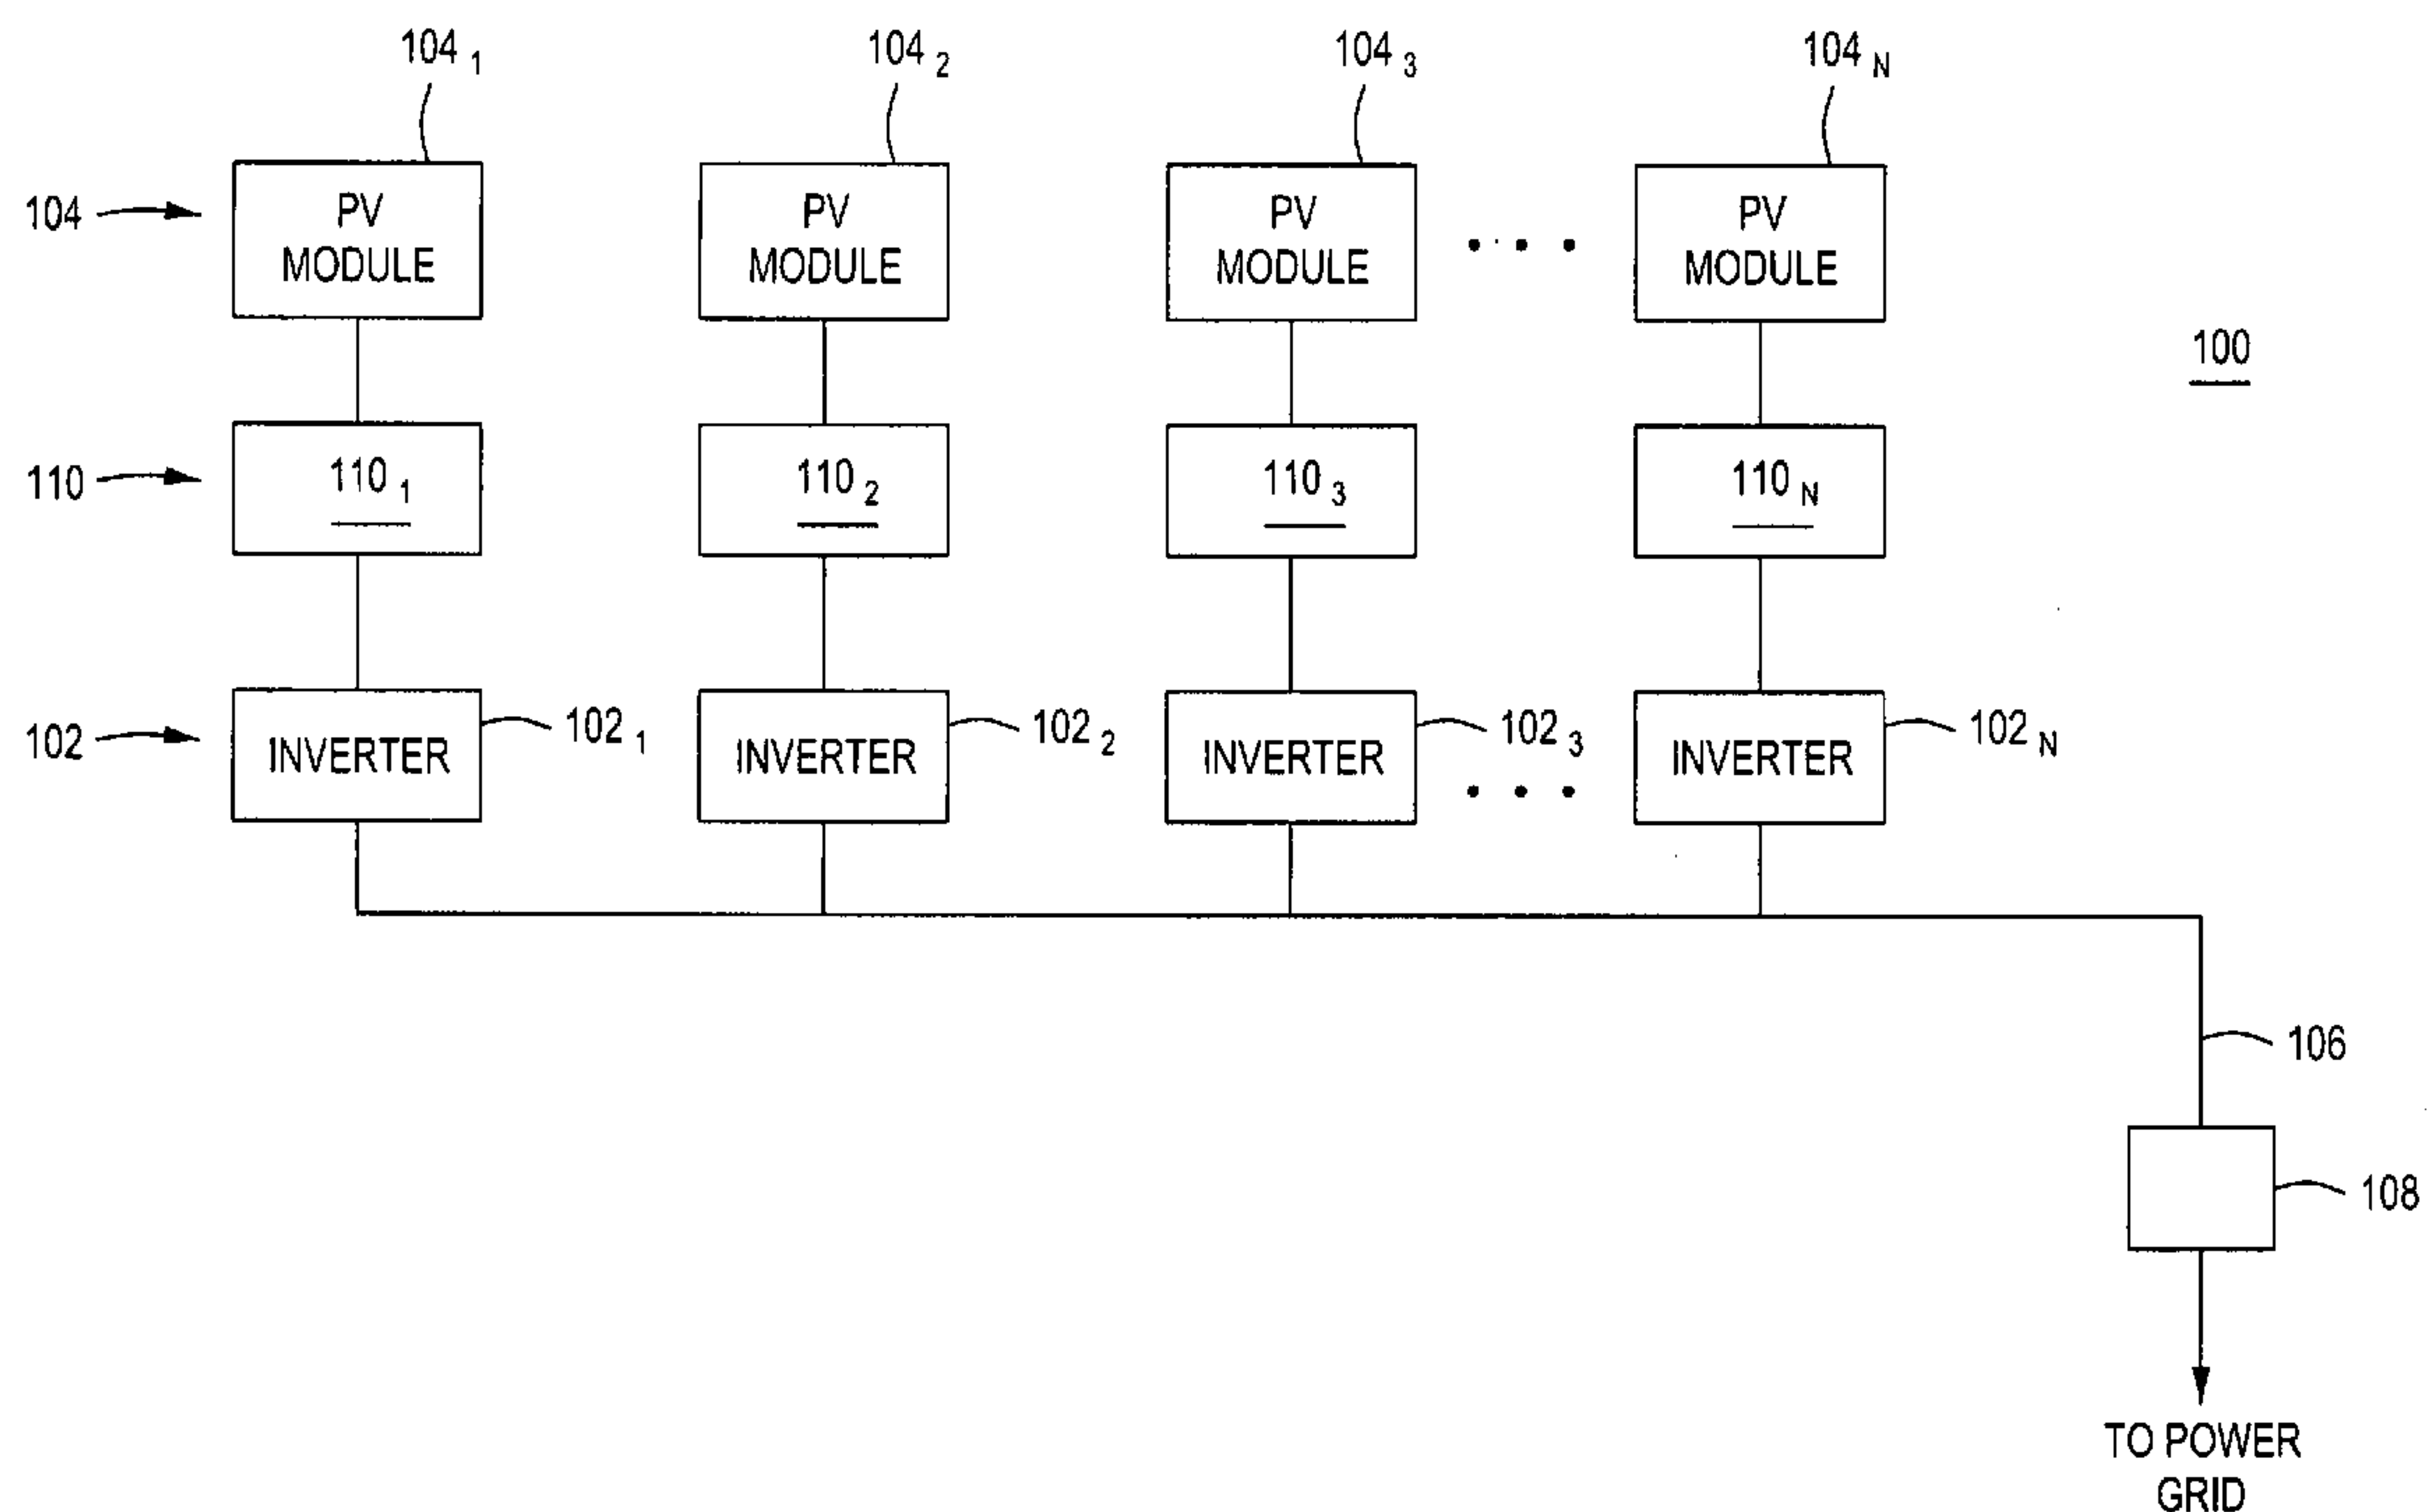 104 1
104 2
104 3
104 N
104
PV
MODULE
PV
MODULE
PV
MODULE
PV
MODULE
100
110
110 1
110 2
110 3
110 N
102
INVERTER
102 1
INVERTER
102 2
INVERTER
102 3
INVERTER
102 N
106
108
TO POWER
GRID